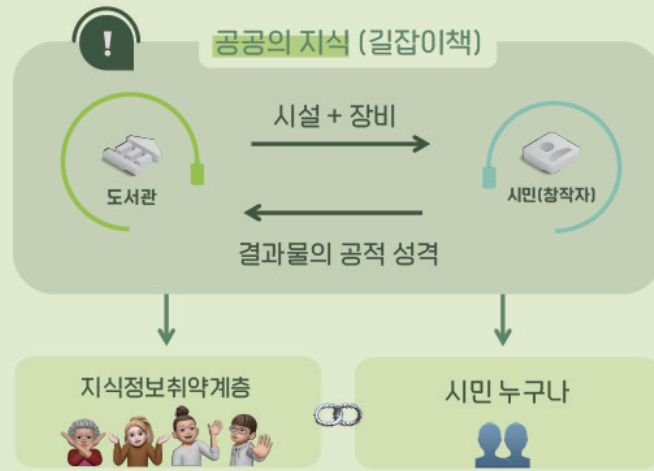 !
공공의 지식 (길잡이책)
시설 + 장비
도서관
시민(창작자)
결과물의 공적 성격
지식정보취약계층
시민 누구나